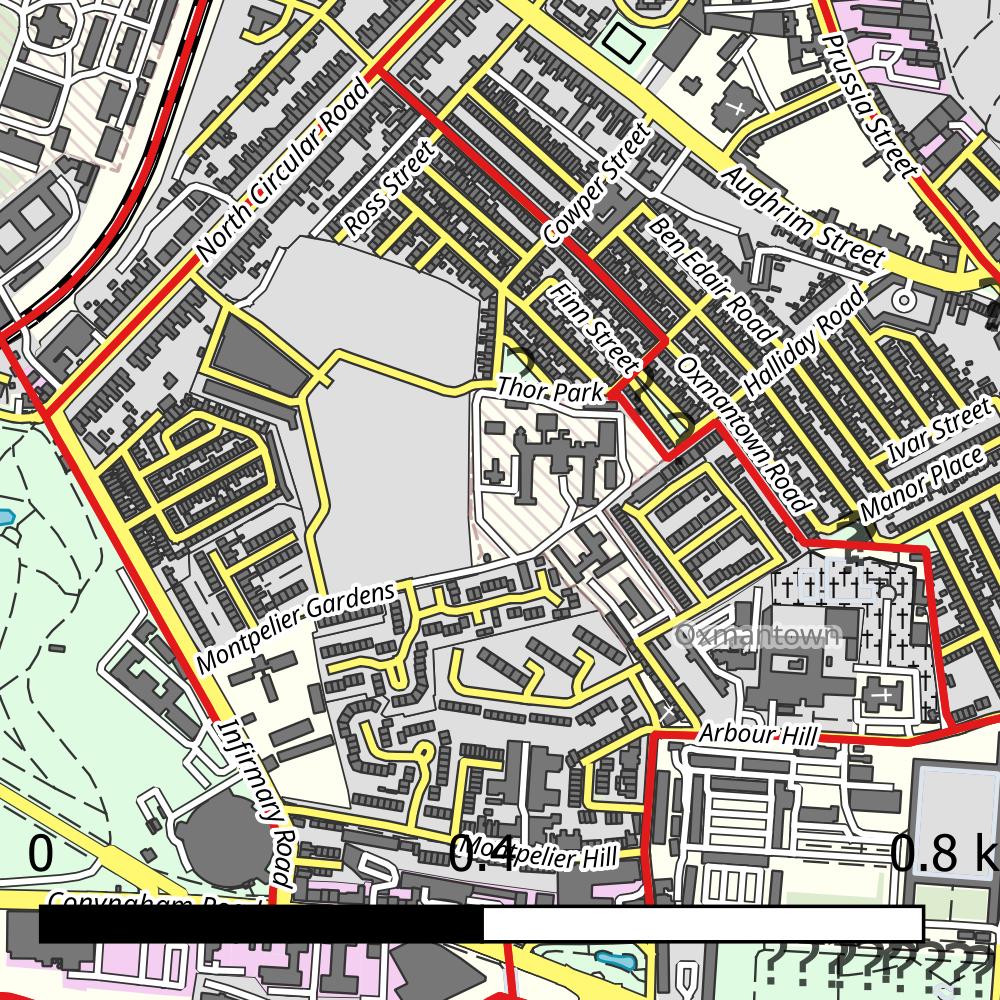 Prussia Street
North Circular Road
Ross Street
Cowper Street
Aughrim Street
Ben Edair Road
Finn Street
Halliday Road
Thor Park
Oxmantown Road
Ivar Street
Manor Place
Montpelier Gardens
Oxmantown
Infirmary Road
Arbour Hill
Montpelier Hill
0
0.4
0.8 k
Conyngham Road
? ? ? ? ? ? ?